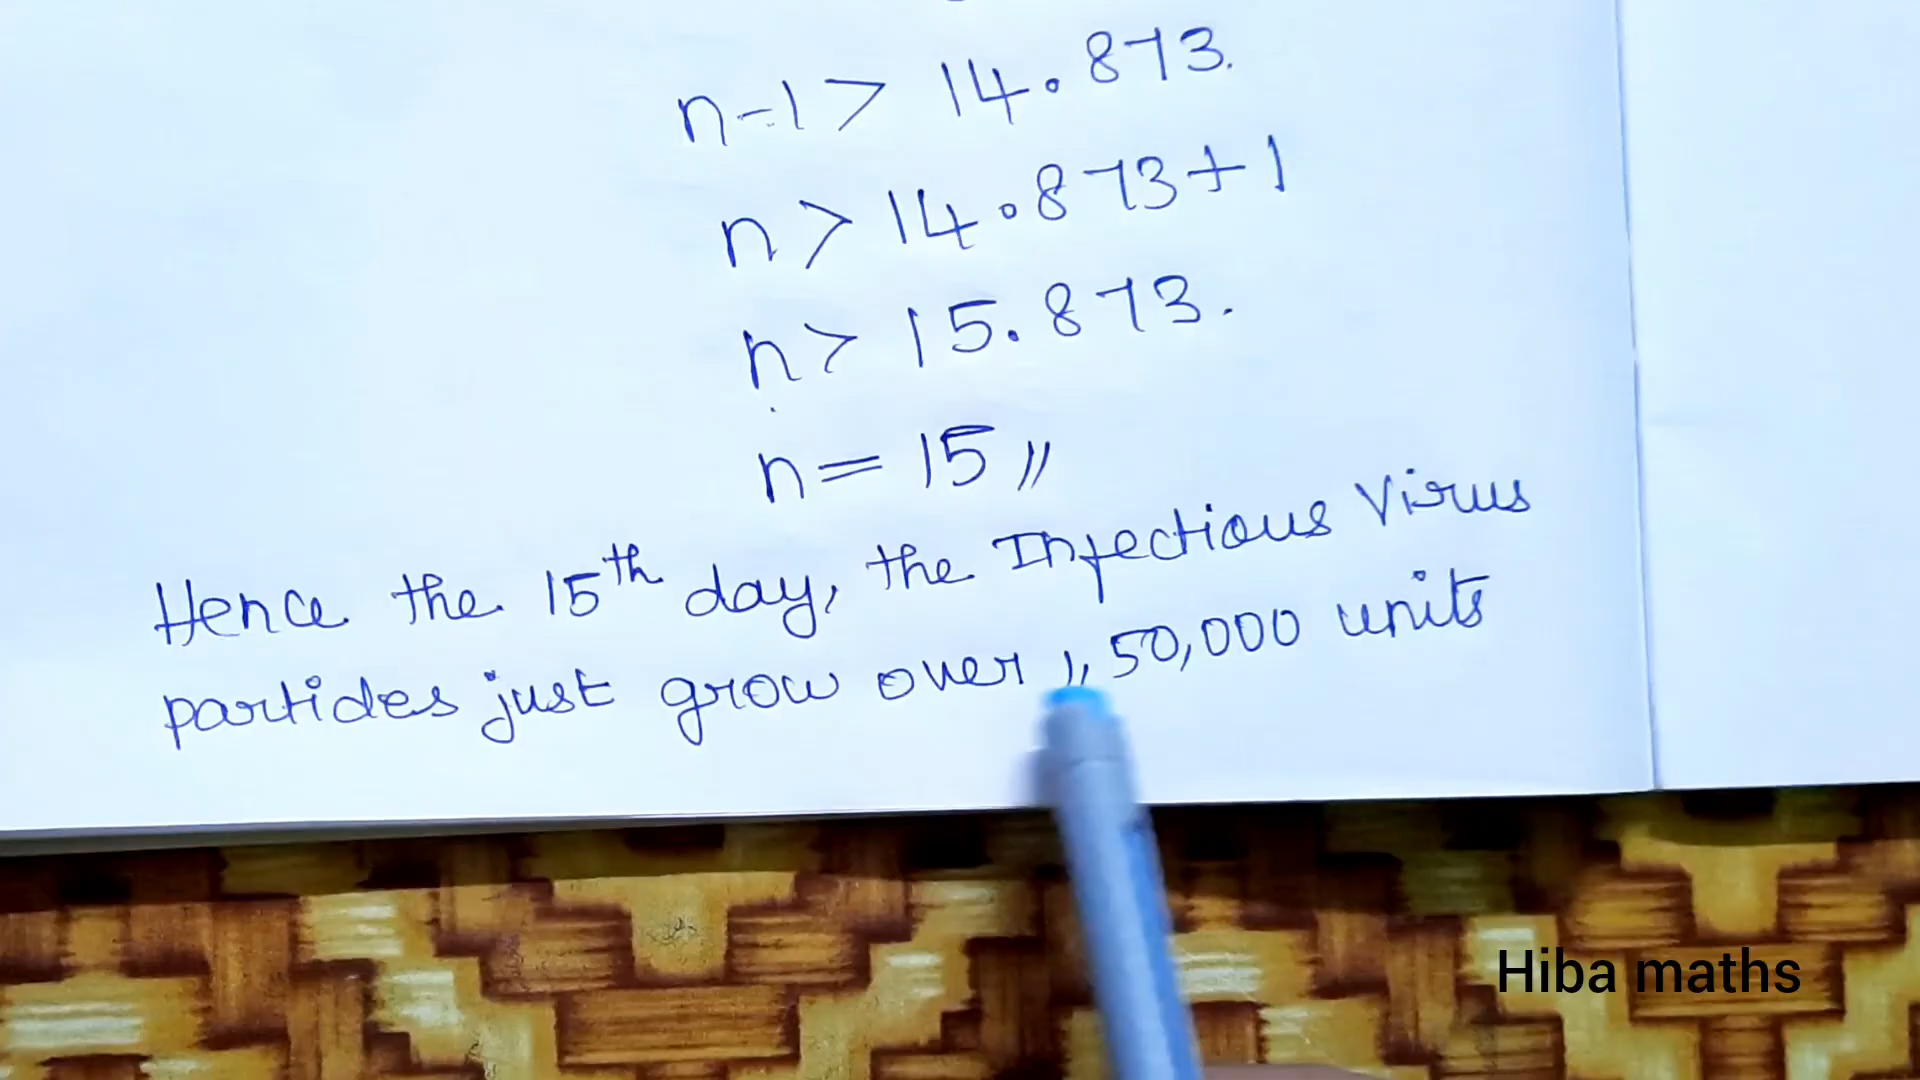 n-1 > 14.873.
n > 14.873+1
n > 15.873.
n = 15 //
Hence the 15th day, the Infectious Virus
particles just grow over 1,50,000 units
Hiba maths